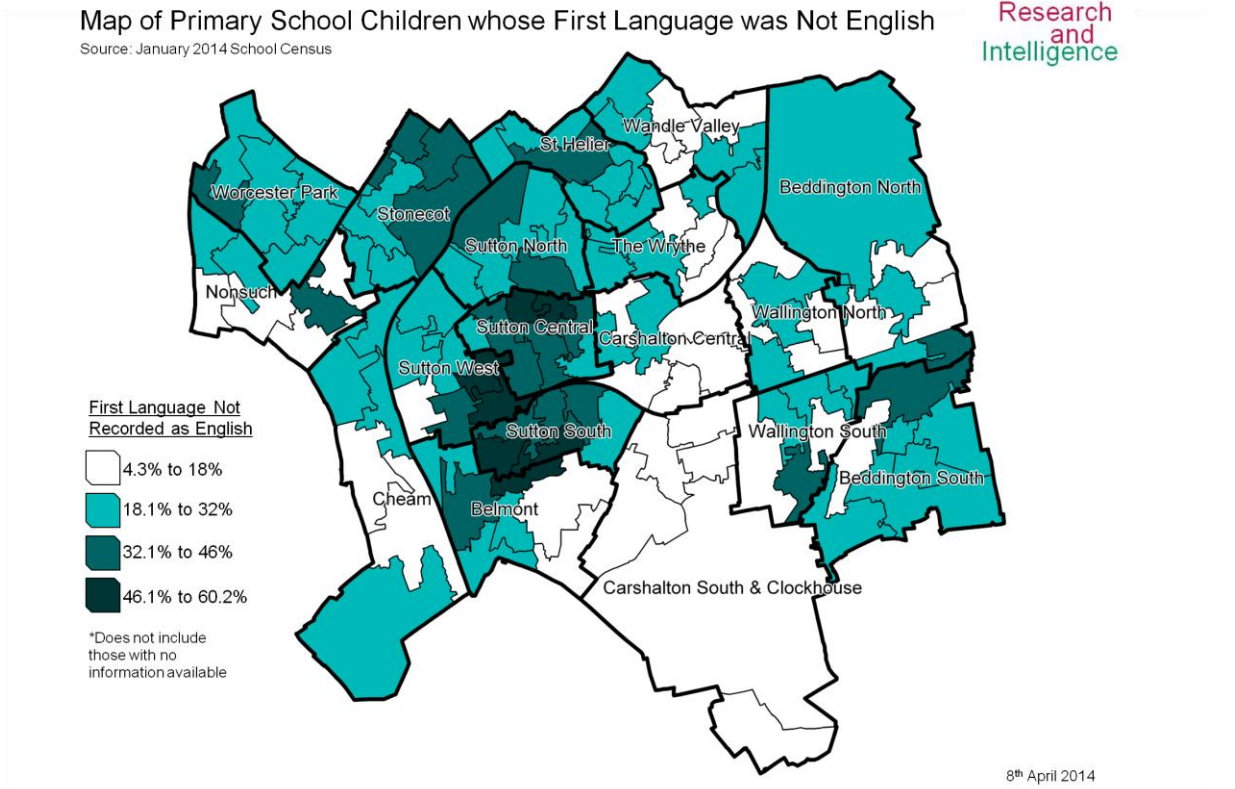 Map of Primary School Children whose First Language was Not English
Source: January 2014 School Census
Research
and
Intelligence
Wandle Valley
St Helier
Beddington North
Worcester Park
Stonecot
Sutton North
The Wrythe
Nonsuch
Wallington North
Sutton Central
Carshalton Central
Sutton West
First Language Not
Recorded as English
4.3% to 18%
18.1% to 32%
32.1% to 46%
46.1% to 60.2%
*Does not include
those with no
information available
Sutton South
Wallington South
Beddington South
Cheam
Belmont
Carshalton South & Clockhouse
8th April 2014